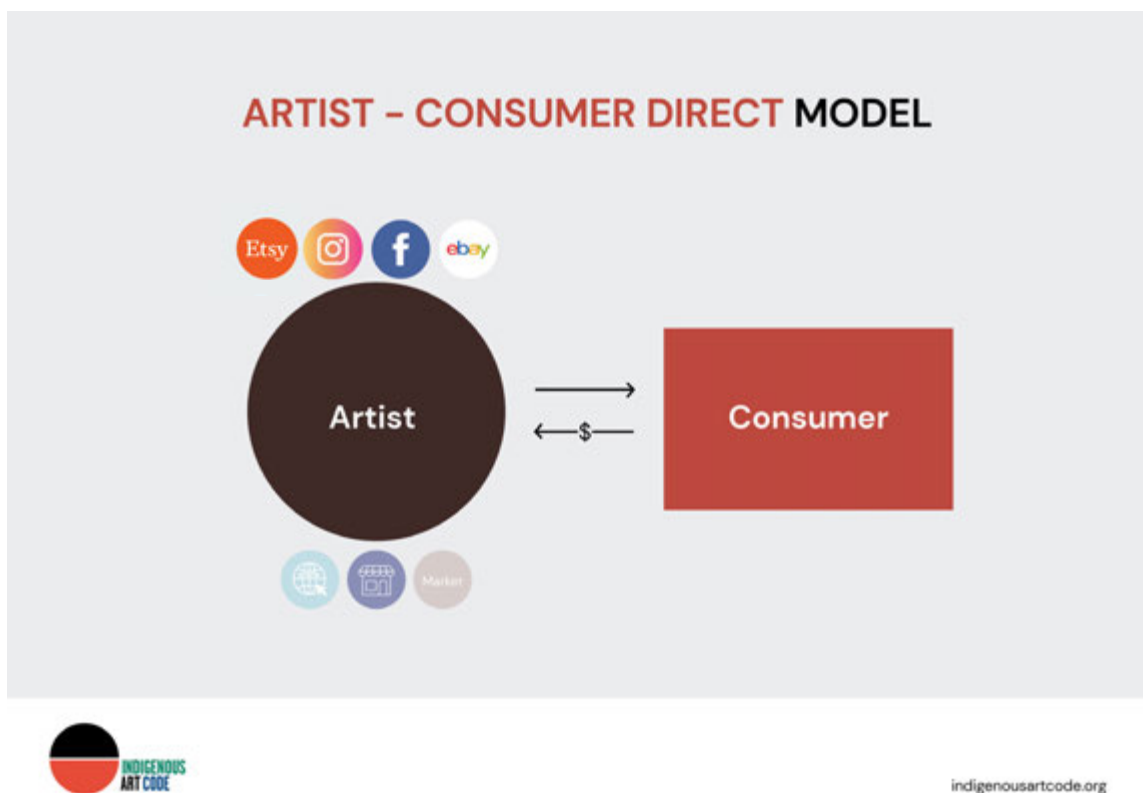 ARTIST - CONSUMER DIRECT MODEL
Etsy
f
ebay
Artist
Consumer
$
Market
INDIGENOUS
ART CODE
indigenousartcode.org